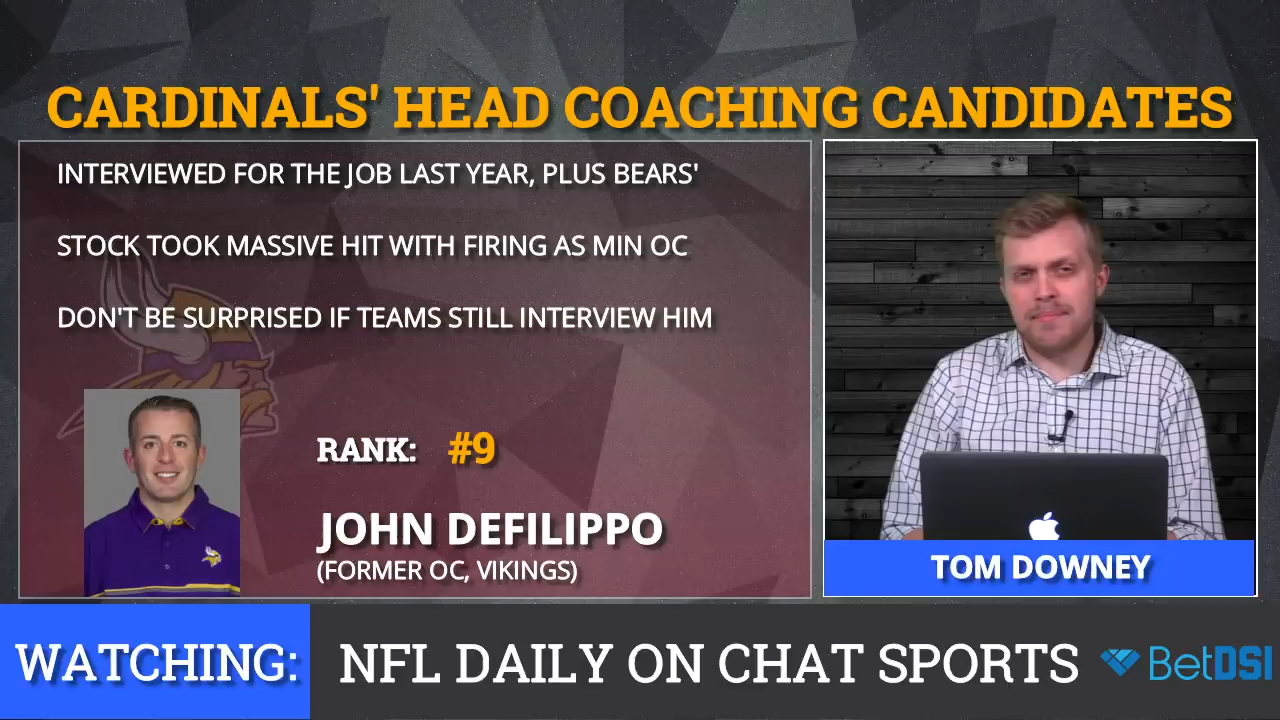 CARDINALS' HEAD COACHING CANDIDATES
INTERVIEWED FOR THE JOB LAST YEAR, PLUS BEARS'
STOCK TOOK MASSIVE HIT WITH FIRING AS MIN OC
DON'T BE SURPRISED IF TEAMS STILL INTERVIEW HIM
RANK: #9
JOHN DEFILIPPO
(FORMER OC, VIKINGS)
TOM DOWNEY
WATCHING: NFL DAILY ON CHAT SPORTS BetDSI